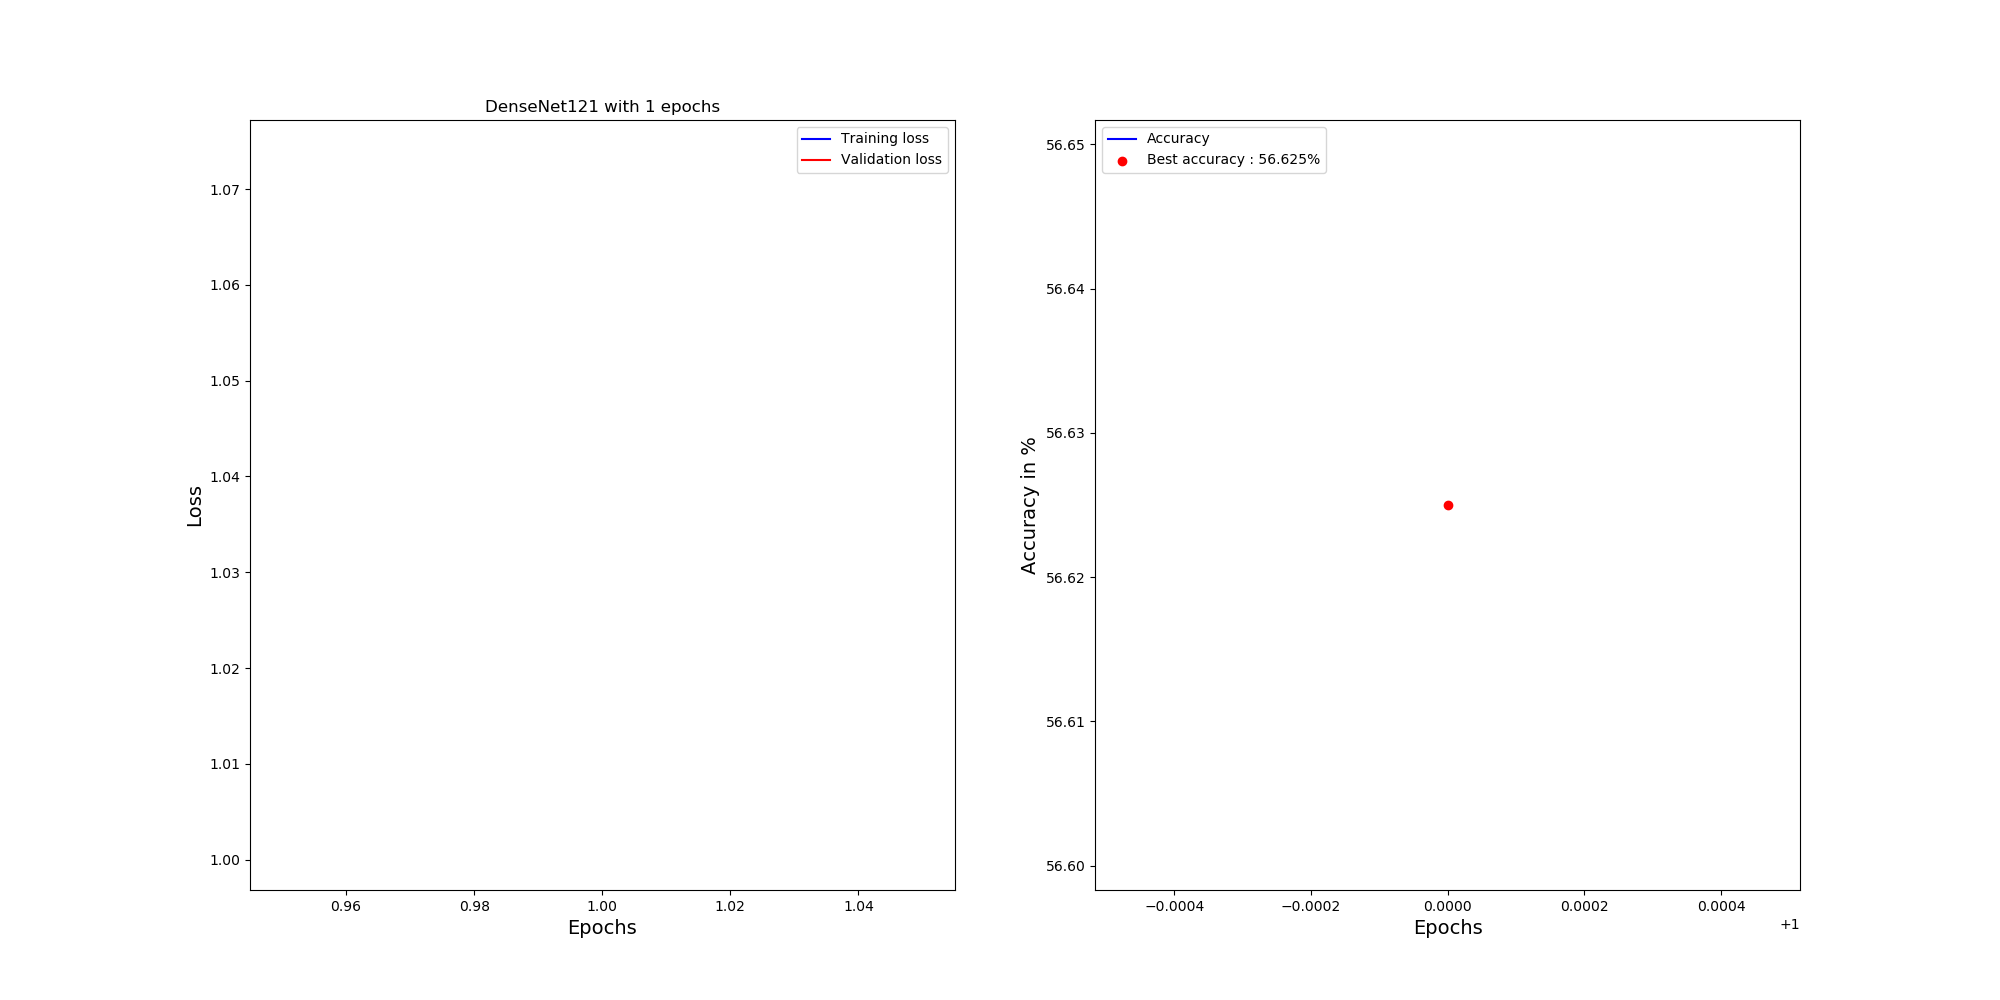 DenseNet121 with 1 epochs
Training loss
Validation loss
1.07
1.06
1.05
1.04
1.03
1.02
1.01
1.00
Loss
0.96 0.98 1.00 1.02 1.04
Epochs
Accuracy
Best accuracy : 56.625%
56.65
56.64
56.63
56.62
56.61
56.60
Accuracy in %
−0.0004 −0.0002 0.0000 0.0002 0.0004
+1
Epochs